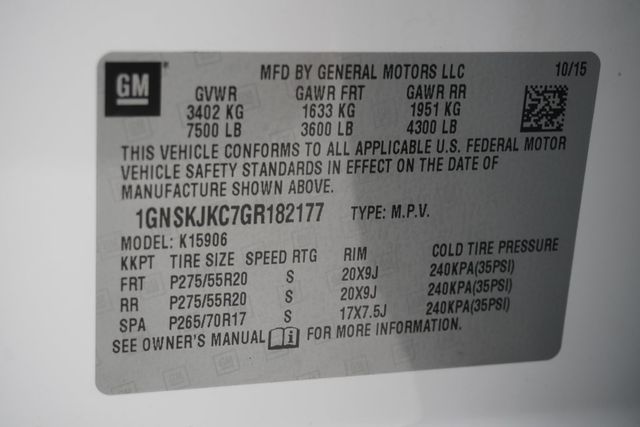 GM MFD BY GENERAL MOTORS LLC 10/15
GVWR GAWR FRT GAWR RR
3402 KG 1633 KG 1951 KG
7500 LB 3600 LB 4300 LB
THIS VEHICLE CONFORMS TO ALL APPLICABLE U.S. FEDERAL MOTOR
VEHICLE SAFETY STANDARDS IN EFFECT ON THE DATE OF
MANUFACTURE SHOWN ABOVE.
1GNSKJKC7GR182177 TYPE: M.P.V.
MODEL: K15906
KKPT TIRE SIZE SPEED RTG RIM COLD TIRE PRESSURE
FRT P275/55R20 S 20X9J 240KPA(35PSI)
RR P275/55R20 S 20X9J 240KPA(35PSI)
SPA P265/70R17 S 17X7.5J 240KPA(35PSI)
SEE OWNER'S MANUAL FOR MORE INFORMATION.